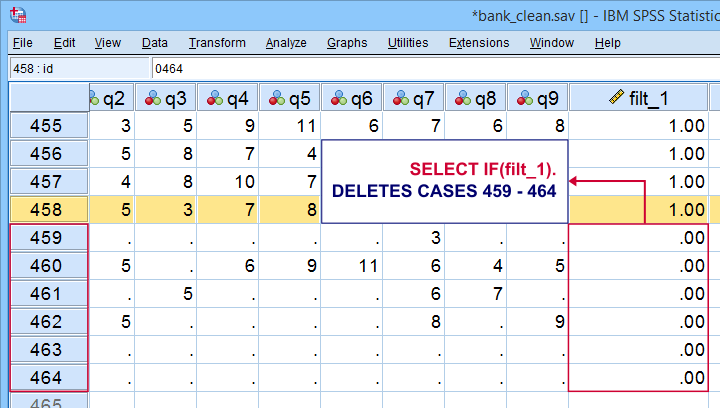 *bank_clean.sav [] - IBM SPSS Statistic
File Edit View Data Transform Analyze Graphs Utilities Extensions Window Help
458 : id 0464
q2 q3 q4 q5 q6 q7 q8 q9 filt_1
455 3 5 9 11 6 7 6 8 1.00
456 5 8 7 4 1.00
457 4 8 10 7 1.00
458 5 3 7 8 1.00
SELECT IF(filt_1).
DELETES CASES 459 - 464
459 . . . . . 3 . . .00
460 5 . 6 9 11 6 4 5 .00
461 . 5 . . . 6 7 . .00
462 5 . . . . 8 . 9 .00
463 . . . . . . . . .00
464 . . . . . . . . .00
465